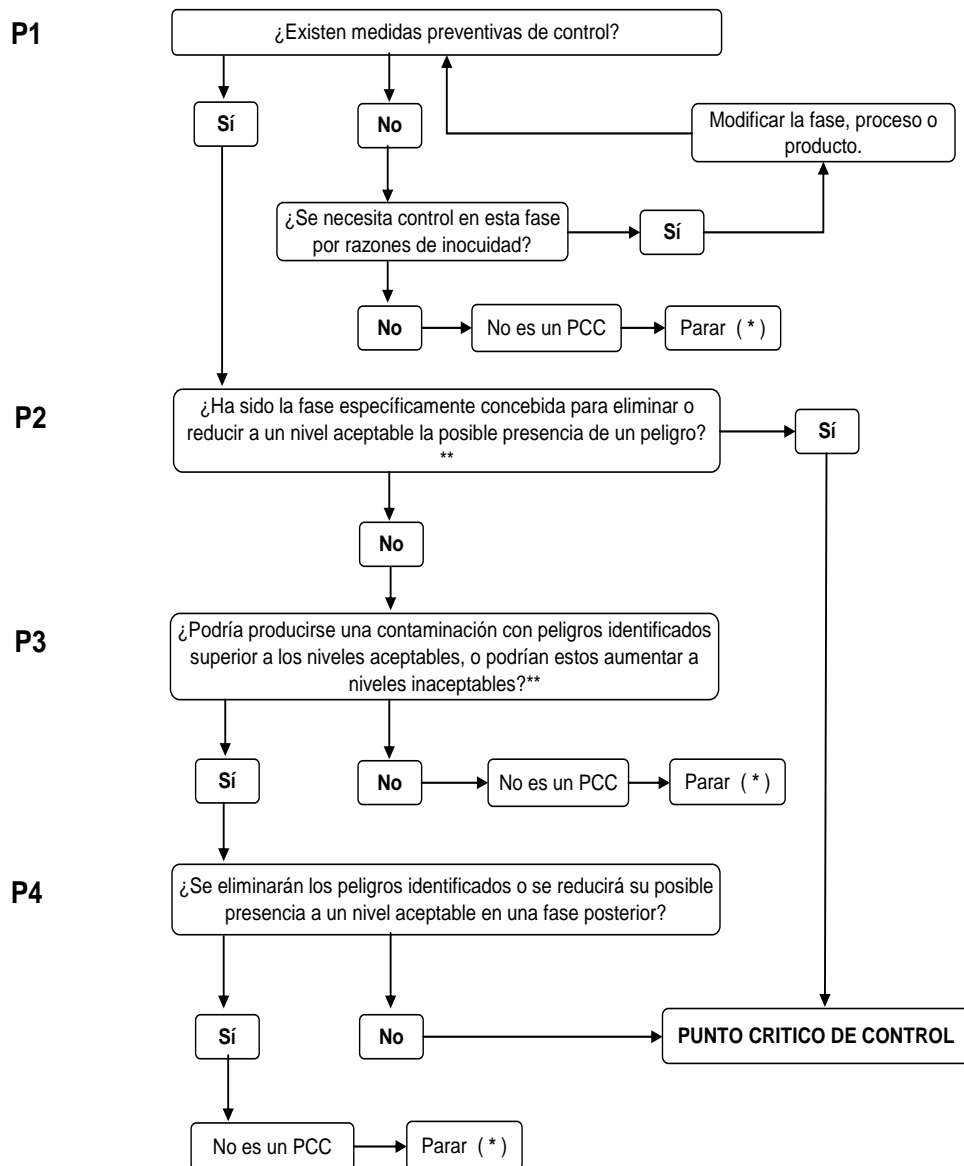 P1
¿Existen medidas preventivas de control?
Sí
No
Modificar la fase, proceso o
producto.
¿Se necesita control en esta fase
por razones de inocuidad?
Sí
No
No es un PCC
Parar ( * )
P2
¿Ha sido la fase específicamente concebida para eliminar o
reducir a un nivel aceptable la posible presencia de un peligro?
**
Sí
No
P3
¿Podría producirse una contaminación con peligros identificados
superior a los niveles aceptables, o podrían estos aumentar a
niveles inaceptables?**
Sí
No
No es un PCC
Parar ( * )
P4
¿Se eliminarán los peligros identificados o se reducirá su posible
presencia a un nivel aceptable en una fase posterior?
Sí
No
PUNTO CRITICO DE CONTROL
No es un PCC
Parar ( * )